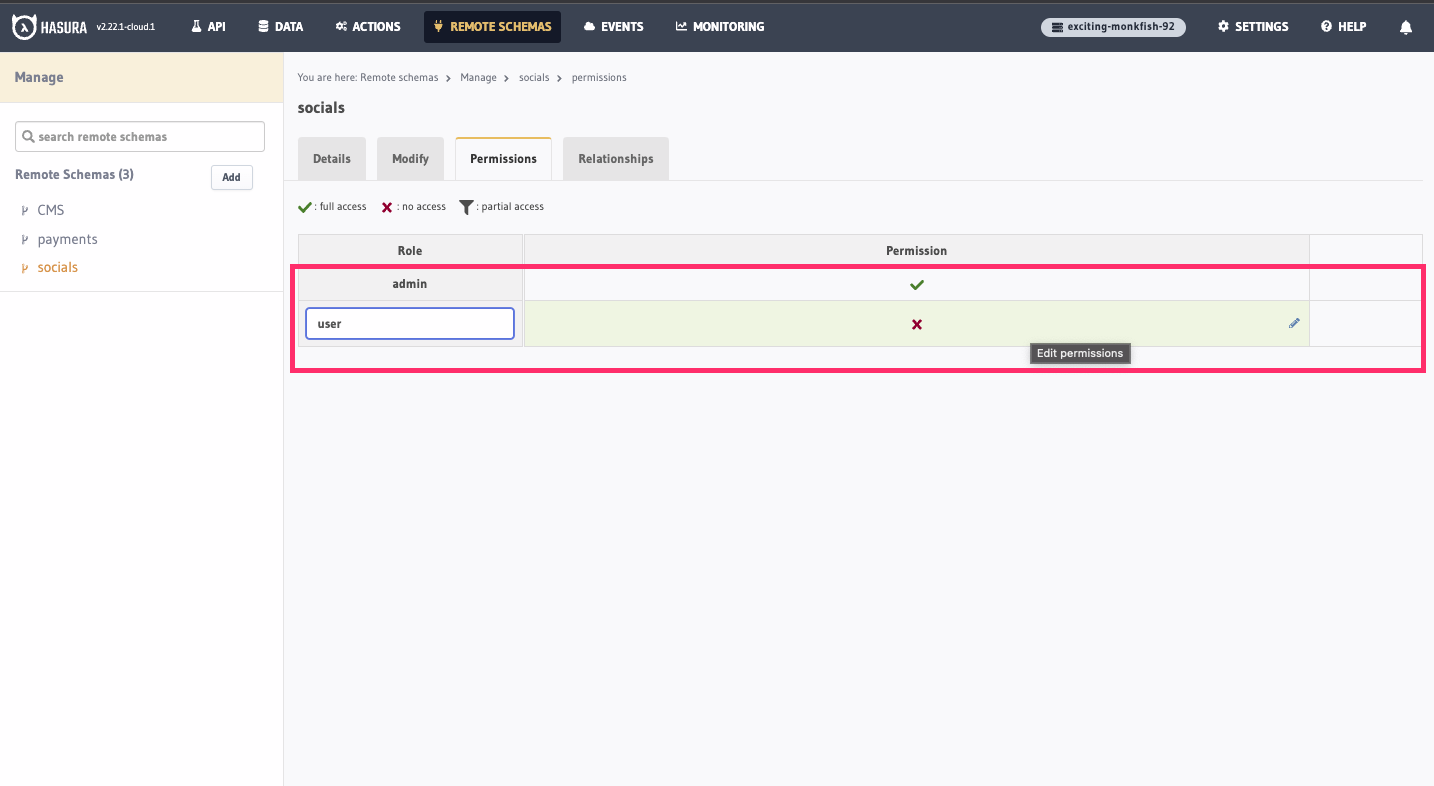 HASURA v2.22.1-cloud.1 API DATA ACTIONS REMOTE SCHEMAS EVENTS MONITORING exciting-monkfish-92 SETTINGS HELP
Manage
search remote schemas
Remote Schemas (3) Add
CMS
payments
socials
You are here: Remote schemas > Manage > socials > permissions
socials
Details Modify Permissions Relationships
: full access : no access : partial access
Role Permission
admin
user
Edit permissions